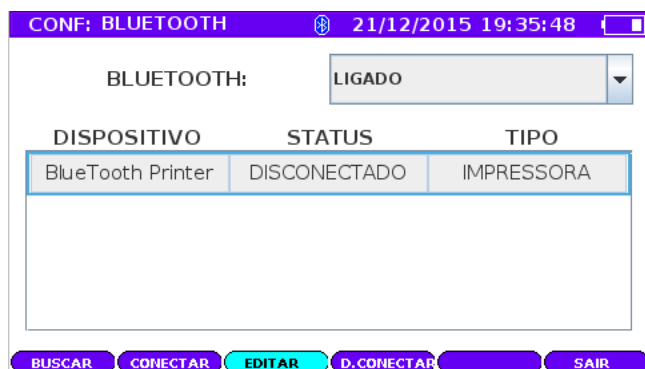 CONF: BLUETOOTH 21/12/2015 19:35:48
BLUETOOTH: LIGADO
DISPOSITIVO STATUS TIPO
BlueTooth Printer DISCONECTADO IMPRESSORA
BUSCAR CONECTAR EDITAR D.CONECTAR SAIR